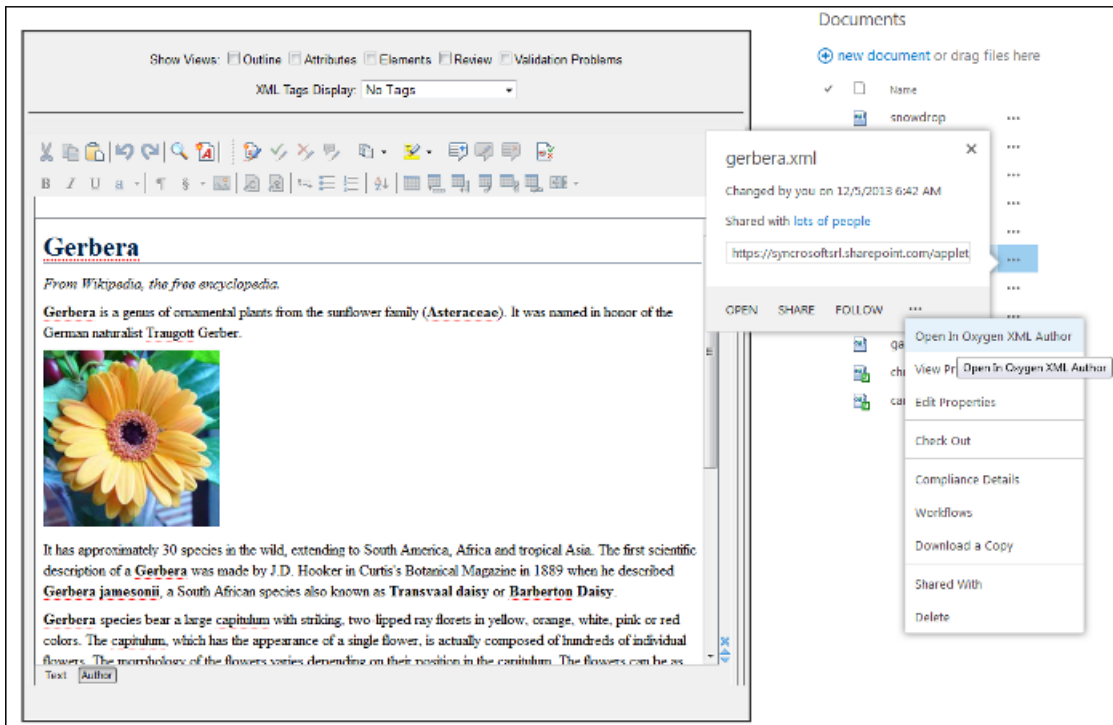 Show Views: Outline Attributes Elements Review Validation Problems
XML Tags Display: No Tags
B I U a ¶ §
Gerbera
From Wikipedia, the free encyclopedia.
Gerbera is a genus of ornamental plants from the sunflower family (Asteraceae). It was named in honor of the
German naturalist Traugott Gerber.
It has approximately 30 species in the wild, extending to South America, Africa and tropical Asia. The first scientific
description of a Gerbera was made by J.D. Hooker in Curtis's Botanical Magazine in 1889 when he described
Gerbera jamesonii, a South African species also known as Transvaal daisy or Barberton Daisy.
Gerbera species bear a large capitulum with striking, two-lipped ray florets in yellow, orange, white, pink or red
colors. The capitulum, which has the appearance of a single flower, is actually composed of hundreds of individual
flowers. The morphology of the flowers varies depending on their position in the capitulum. The flowers can be as
Text Author
Documents
new document or drag files here
Name
snowdrop
gerbera.xml
Changed by you on 12/5/2013 6:42 AM
Shared with lots of people
https://syncrosoftsrl.sharepoint.com/applet
OPEN SHARE FOLLOW ...
ga
chr
car
Open In Oxygen XML Author
View Pr
Open In Oxygen XML Author
Edit Properties
Check Out
Compliance Details
Workflows
Download a Copy
Shared With
Delete